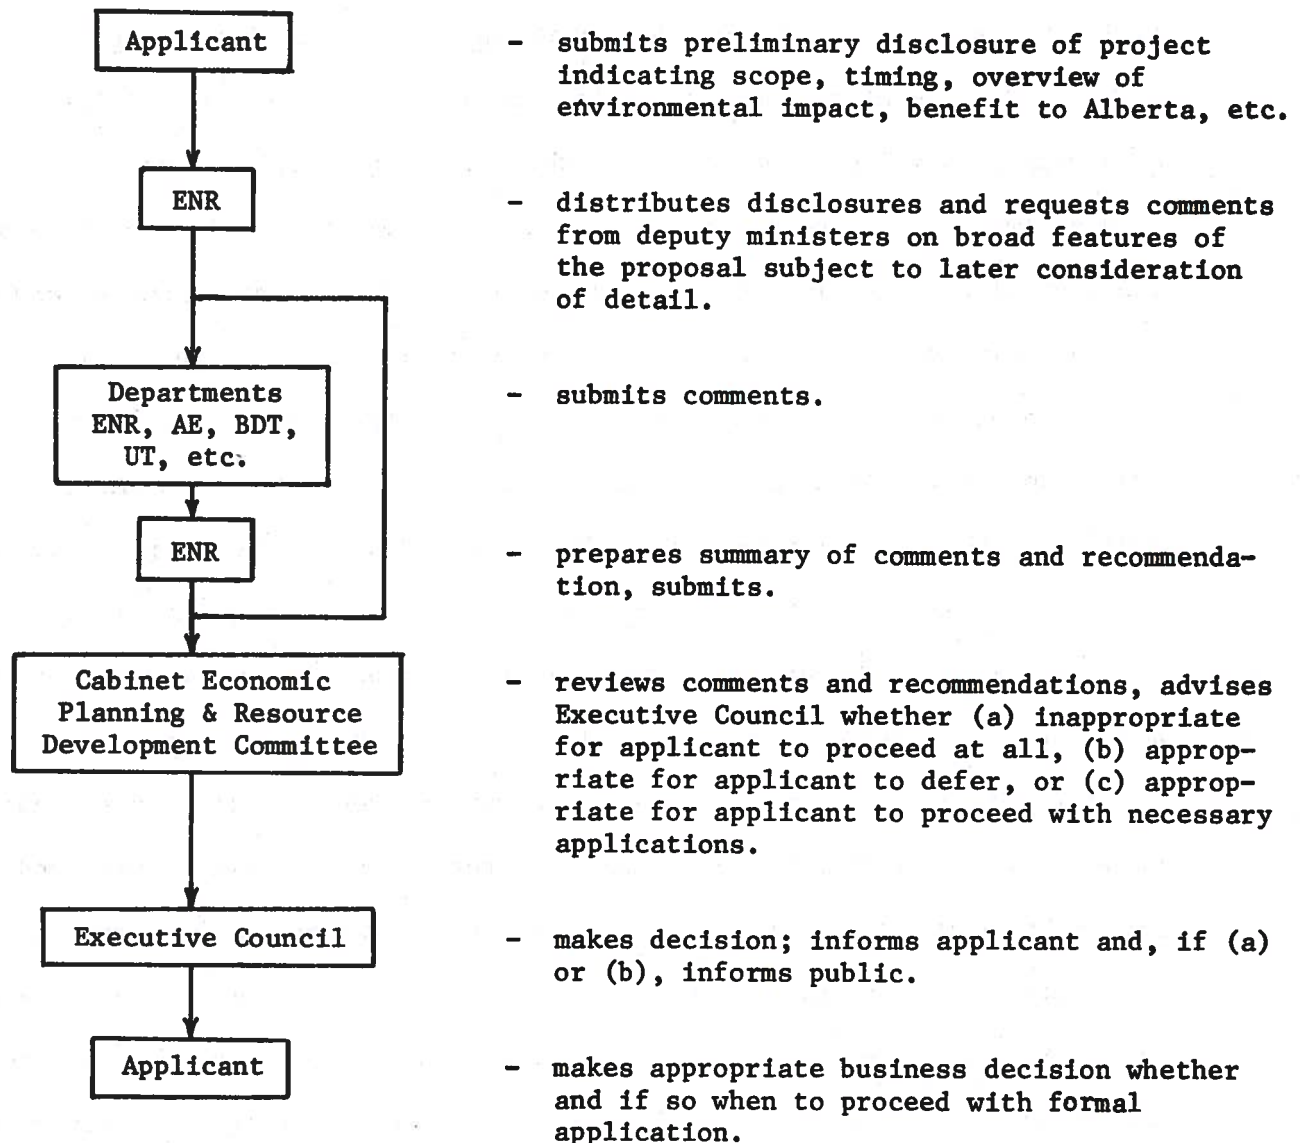 Applicant
- submits preliminary disclosure of project
indicating scope, timing, overview of
environmental impact, benefit to Alberta, etc.
ENR
- distributes disclosures and requests comments
from deputy ministers on broad features of
the proposal subject to later consideration
of detail.
Departments
ENR, AE, BDT,
UT, etc.
- submits comments.
ENR
- prepares summary of comments and recommenda-
tion, submits.
Cabinet Economic
Planning & Resource
Development Committee
- reviews comments and recommendations, advises
Executive Council whether (a) inappropriate
for applicant to proceed at all, (b) approp-
riate for applicant to defer, or (c) approp-
riate for applicant to proceed with necessary
applications.
Executive Council
- makes decision; informs applicant and, if (a)
or (b), informs public.
Applicant
- makes appropriate business decision whether
and if so when to proceed with formal
application.